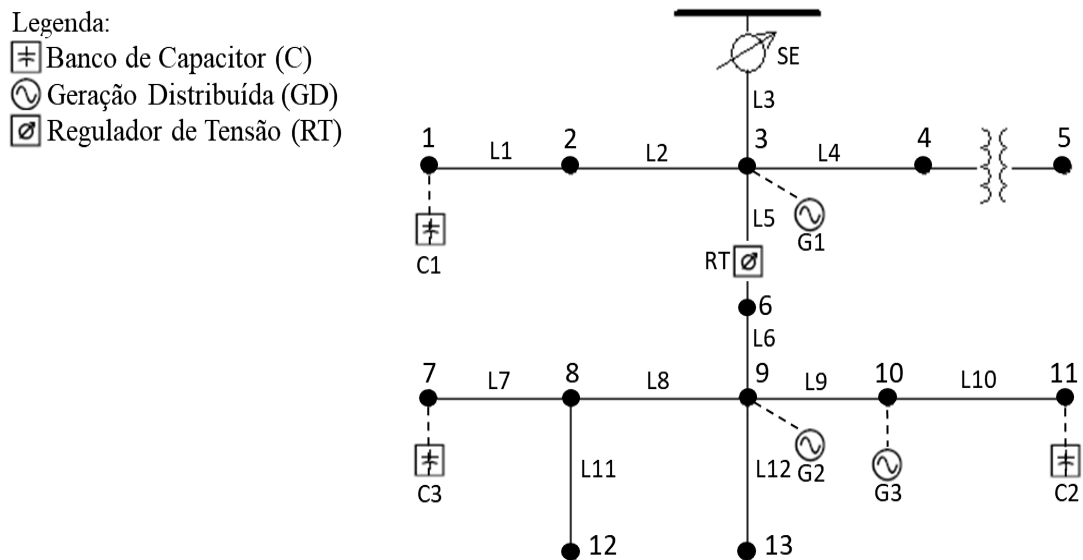 Legenda:
Banco de Capacitor (C)
Geração Distribuída (GD)
Regulador de Tensão (RT)
SE
L3
1
2
3
4
5
L1
L2
L4
C1
L5
G1
RT
6
L6
7
8
9
10
11
L7
L8
L9
L10
C3
L11
L12
G2
G3
C2
12
13